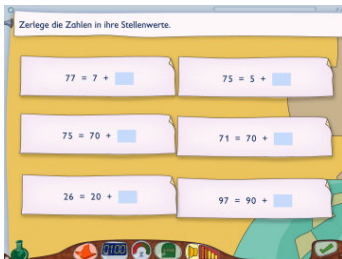 Zerlege die Zahlen in ihre Stellenwerte.
77 = 7 +
75 = 5 +
75 = 70 +
71 = 70 +
26 = 20 +
97 = 90 +